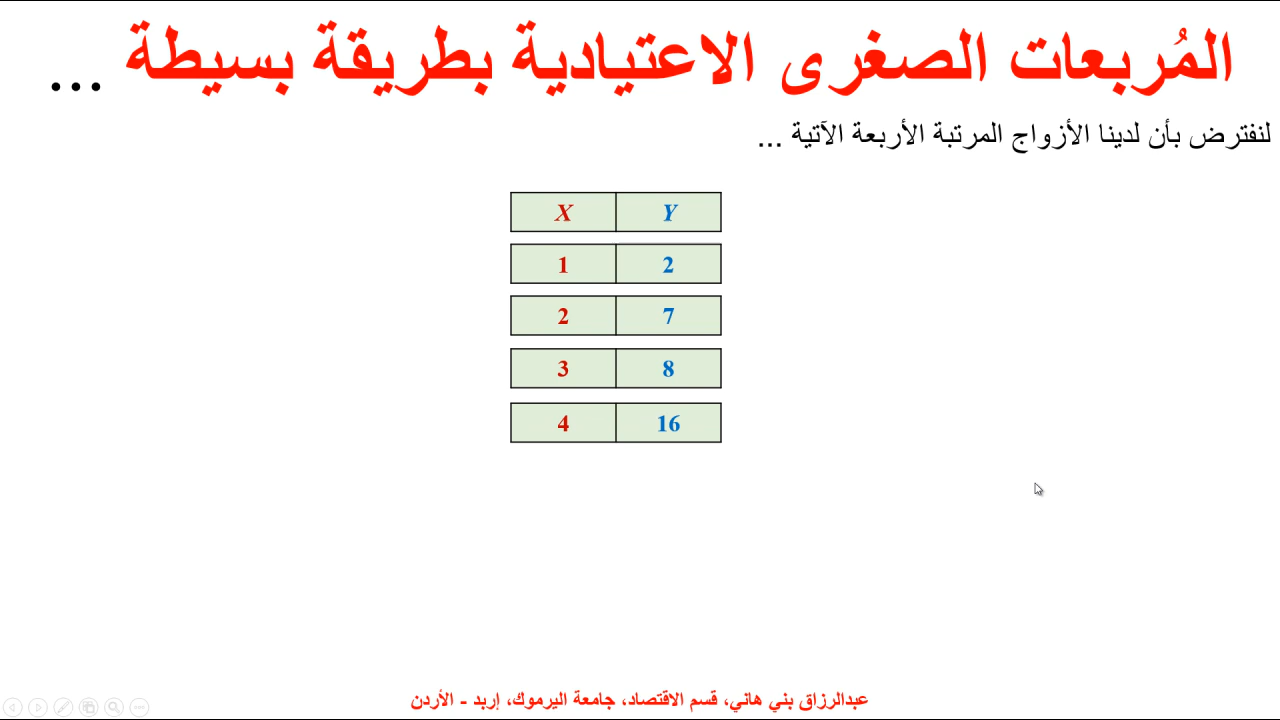 المُربعات الصغرى الاعتيادية بطريقة بسيطة ...
لنفترض بأن لدينا الأزواج المرتبة الأربعة الآتية ...
X Y
1 2
2 7
3 8
4 16
عبدالرزاق بني هاني، قسم الاقتصاد، جامعة اليرموك، إربد - الأردن